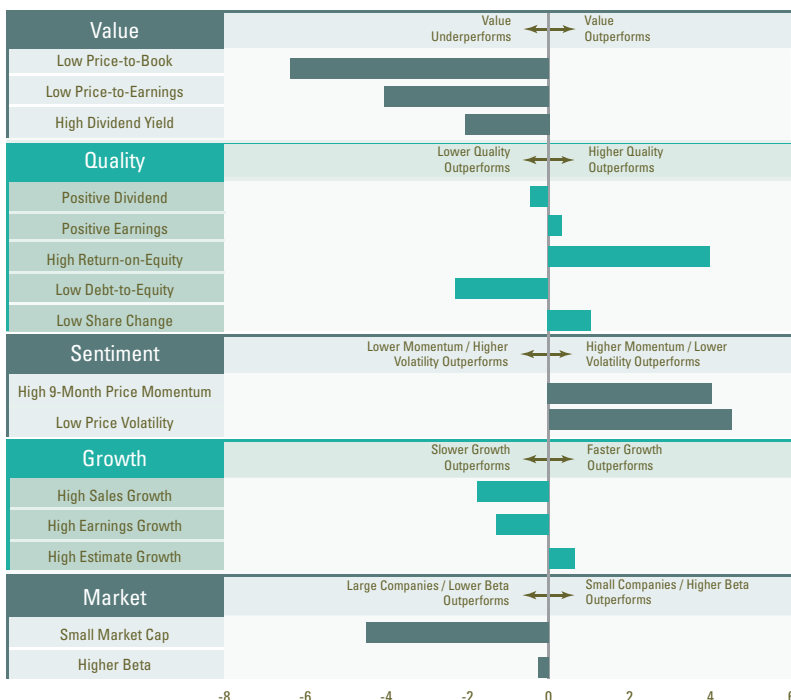 Value
Value
Underperforms
Value
Outperforms
Low Price-to-Book
Low Price-to-Earnings
High Dividend Yield
Quality
Lower Quality
Outperforms
Higher Quality
Outperforms
Positive Dividend
Positive Earnings
High Return-on-Equity
Low Debt-to-Equity
Low Share Change
Sentiment
Lower Momentum / Higher
Volatility Outperforms
Higher Momentum / Lower
Volatility Outperforms
High 9-Month Price Momentum
Low Price Volatility
Growth
Slower Growth
Outperforms
Faster Growth
Outperforms
High Sales Growth
High Earnings Growth
High Estimate Growth
Market
Large Companies / Lower Beta
Outperforms
Small Companies / Higher Beta
Outperforms
Small Market Cap
Higher Beta
-8 -6 -4 -2 0 2 4 6